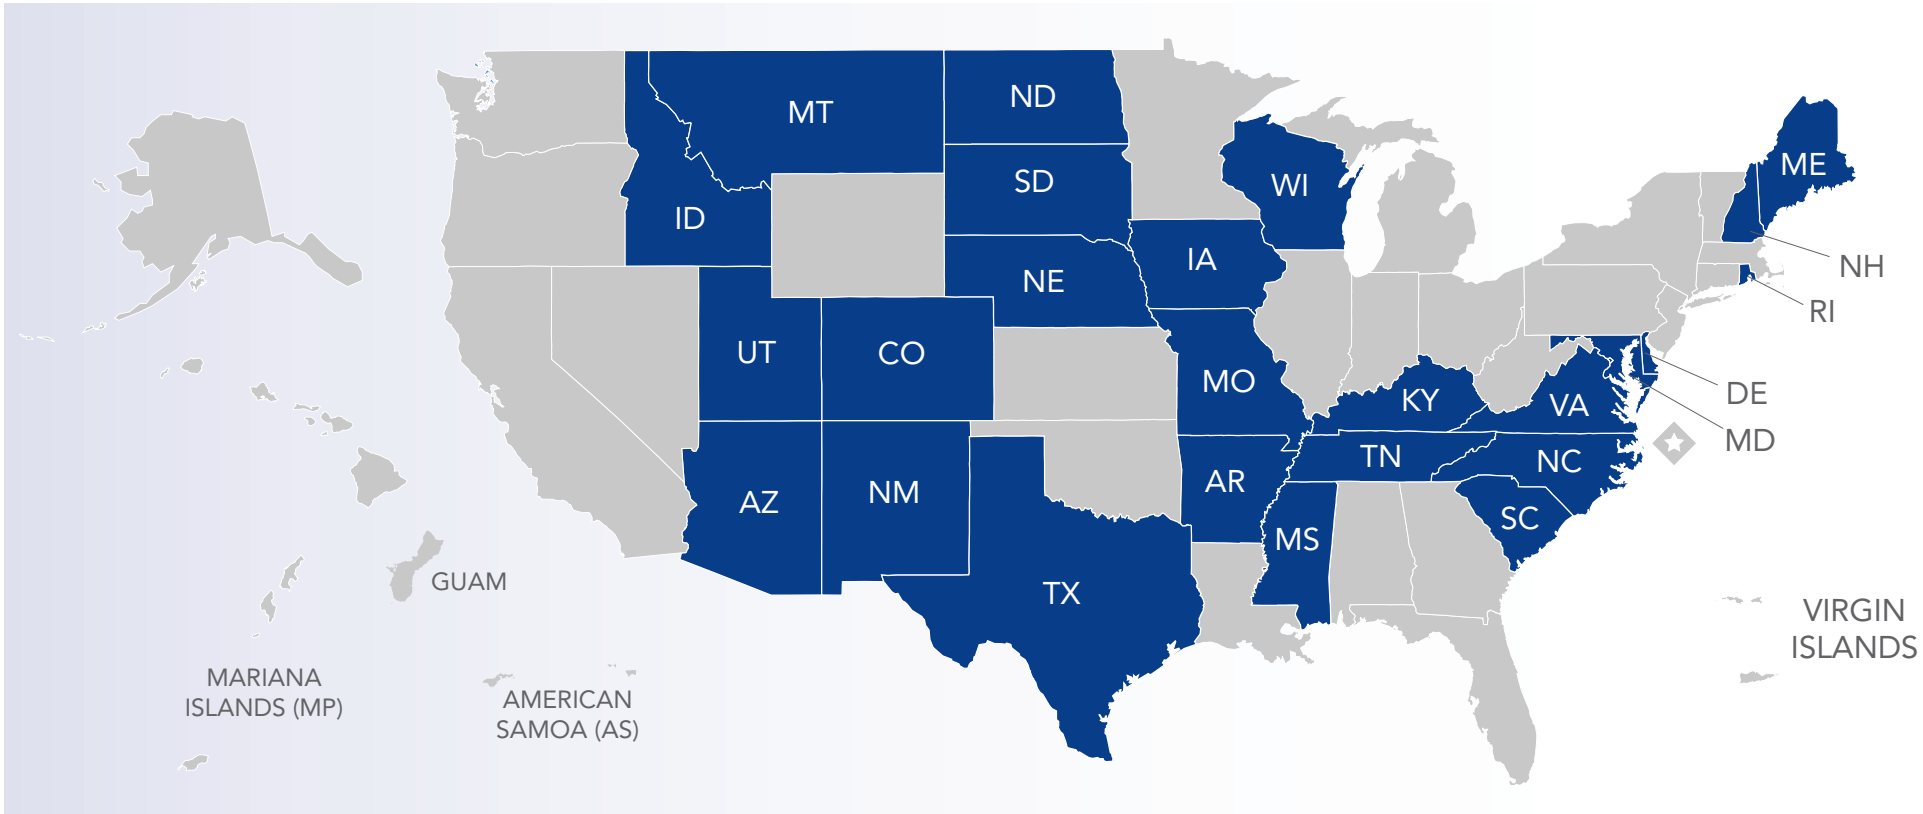 ND
MT
ME
SD
WI
ID
IA
NH
NE
RI
UT
CO
MO
DE
KY
VA
MD
TN
NC
AR
NM
AZ
SC
MS
GUAM
TX
VIRGIN
ISLANDS
MARIANA
ISLANDS (MP)
AMERICAN
SAMOA (AS)